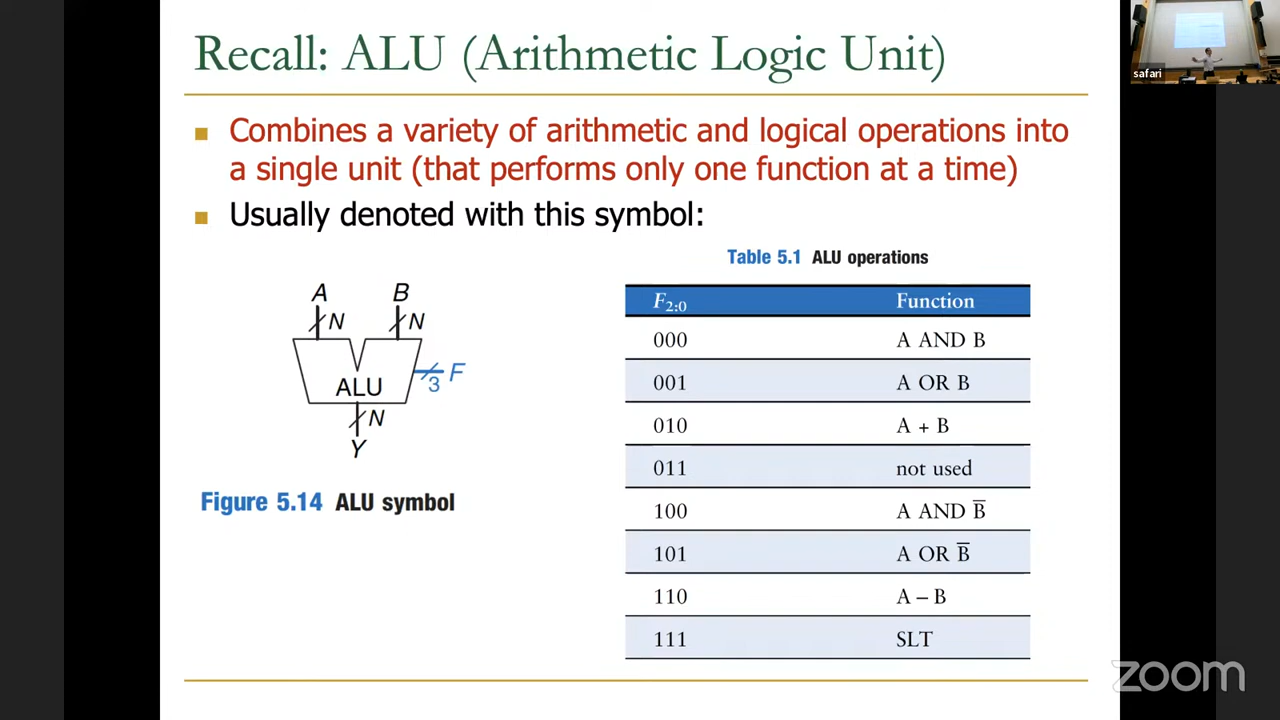 Recall: ALU (Arithmetic Logic Unit)
safari
Combines a variety of arithmetic and logical operations into
a single unit (that performs only one function at a time)
Usually denoted with this symbol:
A B
N N
ALU
3 F
N
Y
Figure 5.14 ALU symbol
Table 5.1 ALU operations
F2:0 Function
000 A AND B
001 A OR B
010 A + B
011 not used
100 A AND B̅
101 A OR B̅
110 A – B
111 SLT
zoom